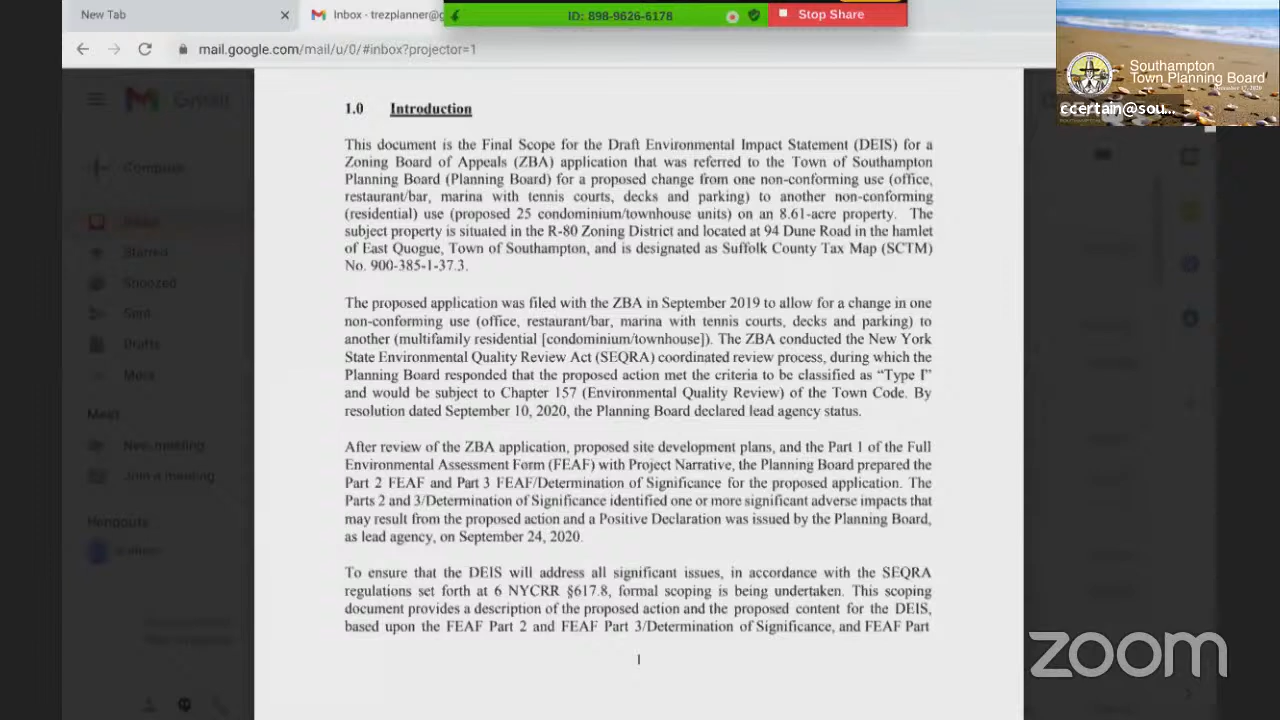 New Tab
Inbox - trezplanner@g
ID: 898-9626-6178
Stop Share
mail.google.com/mail/u/0/#inbox?projector=1
Southampton
Town Planning Board
December 17, 2020
ccertain@sou...
Gmail
Compose
Inbox
Starred
Snoozed
Sent
Drafts
More
Meet
New meeting
Join a meeting
Hangouts
1.0 Introduction
This document is the Final Scope for the Draft Environmental Impact Statement (DEIS) for a
Zoning Board of Appeals (ZBA) application that was referred to the Town of Southampton
Planning Board (Planning Board) for a proposed change from one non-conforming use (office,
restaurant/bar, marina with tennis courts, decks and parking) to another non-conforming
(residential) use (proposed 25 condominium/townhouse units) on an 8.61-acre property. The
subject property is situated in the R-80 Zoning District and located at 94 Dune Road in the hamlet
of East Quogue, Town of Southampton, and is designated as Suffolk County Tax Map (SCTM)
No. 900-385-1-37.3.
The proposed application was filed with the ZBA in September 2019 to allow for a change in one
non-conforming use (office, restaurant/bar, marina with tennis courts, decks and parking) to
another (multifamily residential [condominium/townhouse]). The ZBA conducted the New York
State Environmental Quality Review Act (SEQRA) coordinated review process, during which the
Planning Board responded that the proposed action met the criteria to be classified as “Type I”
and would be subject to Chapter 157 (Environmental Quality Review) of the Town Code. By
resolution dated September 10, 2020, the Planning Board declared lead agency status.
After review of the ZBA application, proposed site development plans, and the Part 1 of the Full
Environmental Assessment Form (FEAF) with Project Narrative, the Planning Board prepared the
Part 2 FEAF and Part 3 FEAF/Determination of Significance for the proposed application. The
Parts 2 and 3/Determination of Significance identified one or more significant adverse impacts that
may result from the proposed action and a Positive Declaration was issued by the Planning Board,
as lead agency, on September 24, 2020.
To ensure that the DEIS will address all significant issues, in accordance with the SEQRA
regulations set forth at 6 NYCRR §617.8, formal scoping is being undertaken. This scoping
document provides a description of the proposed action and the proposed content for the DEIS,
based upon the FEAF Part 2 and FEAF Part 3/Determination of Significance, and FEAF Part
1
zoom